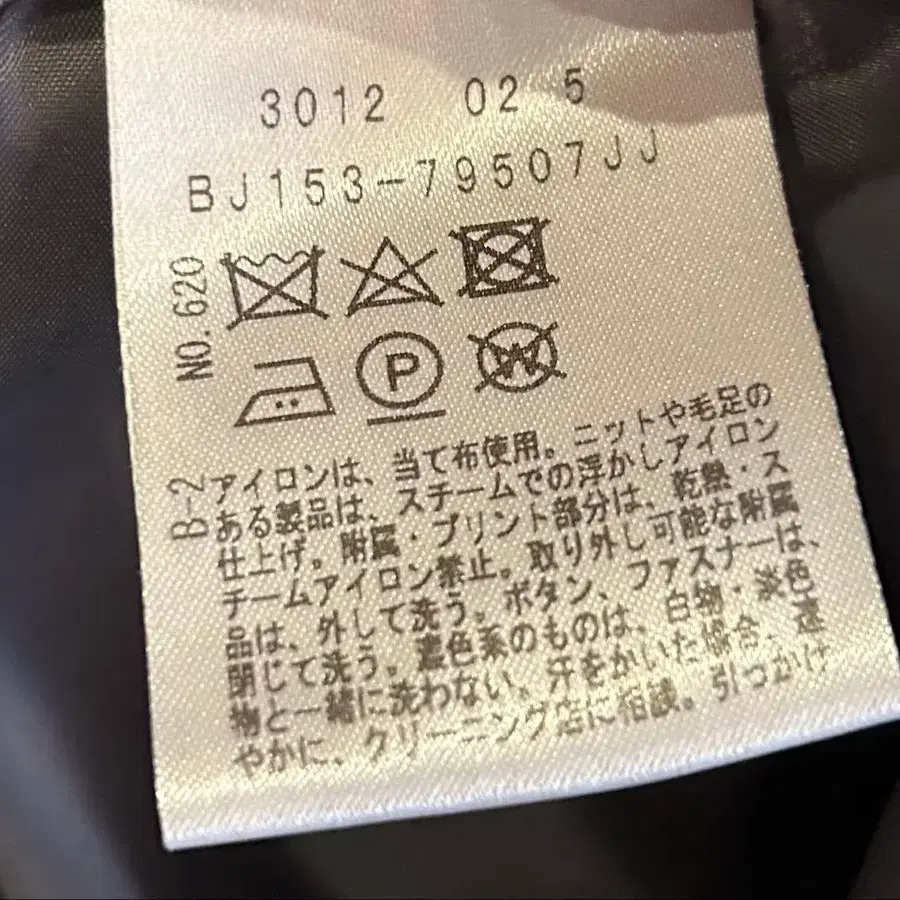 3012 02 5
BJ153-79507JJ
NO.620
P
W
B-2
アイロンは、当て布使用。ニットや毛足の
ある製品は、スチームでの浮かしアイロン
仕上げ。附属・プリント部分は、乾熱・ス
チームアイロン禁止。取り外し可能な附属
品は、外して洗う。ボタン、ファスナーは、
閉じて洗う。濃色系のものは、白物・淡色
物と一緒に洗わない。汗をかいた場合、速
やかに、クリーニング店に相談。引っかけ